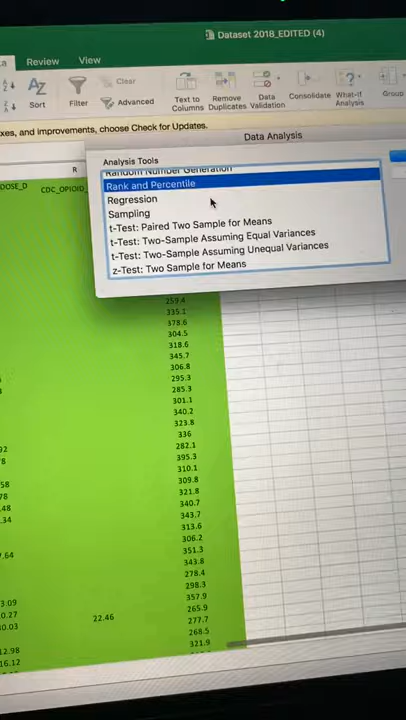 Dataset 2018_EDITED (4)
Review View
Sort
Filter
Clear
Advanced
Text to Columns
Remove Duplicates
Data Validation
Consolidate
What-if Analysis
Group
xes, and improvements, choose Check for Updates.
Data Analysis
Analysis Tools
Random Number Generation
Rank and Percentile
Regression
Sampling
t-Test: Paired Two Sample for Means
t-Test: Two-Sample Assuming Equal Variances
t-Test: Two-Sample Assuming Unequal Variances
z-Test: Two Sample for Means
R
DOSE_D CDC_OPIOID_
259.4
335.1
378.6
304.5
318.6
345.7
306.8
295.3
285.3
301.1
340.2
323.8
336
92 282.1
78 395.3
310.1
58 309.8
78 321.8
.48 340.7
.34 343.7
313.6
306.2
7.64 351.3
343.8
278.4
298.3
3.09 357.9
0.27 22.46 265.9
0.03 277.7
268.5
12.98 321.9
16.12